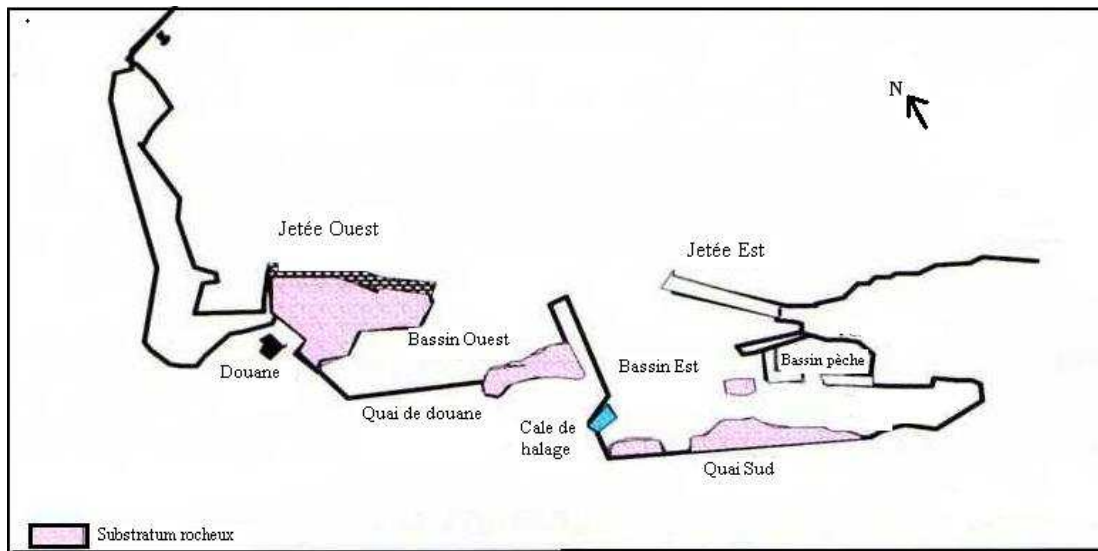 N
Jetée Ouest
Jetée Est
Bassin Ouest
Bassin Est
Bassin pèche
Douane
Quai de douane
Cale de
halage
Quai Sud
Substratum rocheux